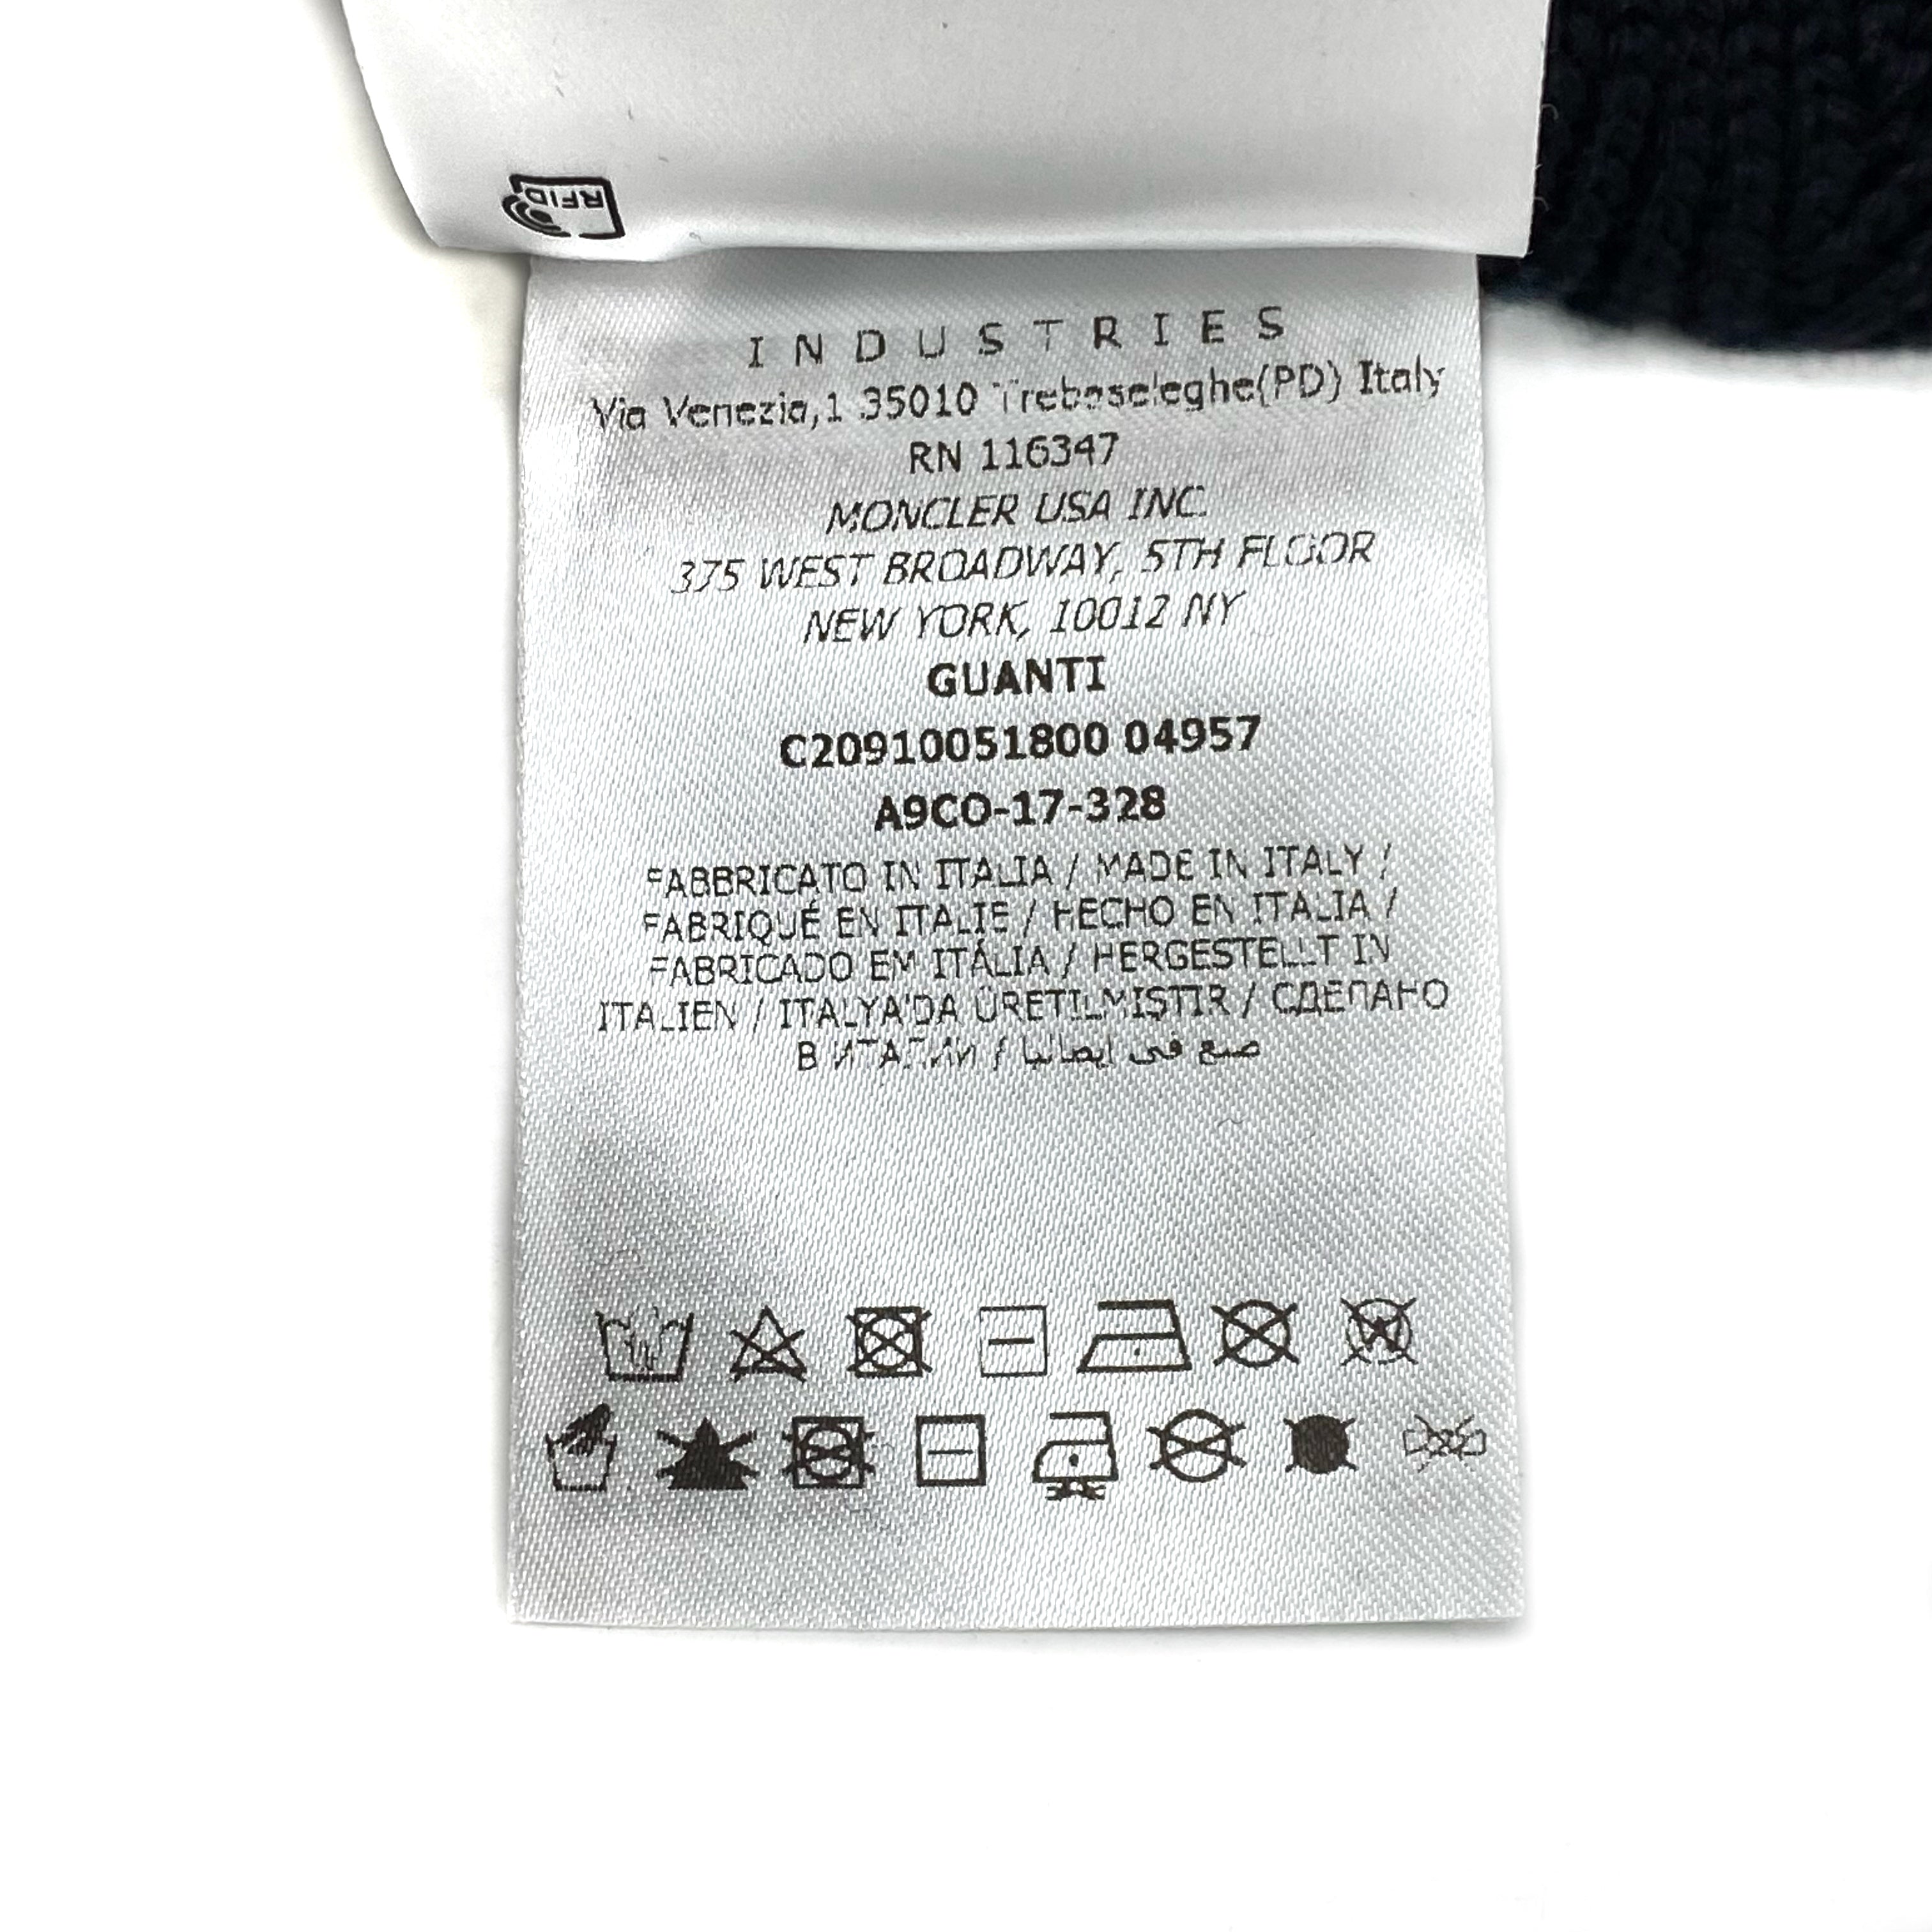 RFID
INDUSTRIES
Via Venezia,1 35010 Trebaseleghe(PD) Italy
RN 116347
MONCLER USA INC.
375 WEST BROADWAY, 5TH FLOOR
NEW YORK, 10012 NY
GUANTI
C20910051800 04957
A9CO-17-328
FABBRICATO IN ITALIA / MADE IN ITALY /
FABRIQUÉ EN ITALIE / HECHO EN ITALIA /
FABRICADO EM ITÁLIA / HERGESTELLT IN
ITALIEN / ITALYA'DA ÜRETILMIŞTIR / СДЕЛАНО
В ИТАЛИИ / صنع في إيطاليا